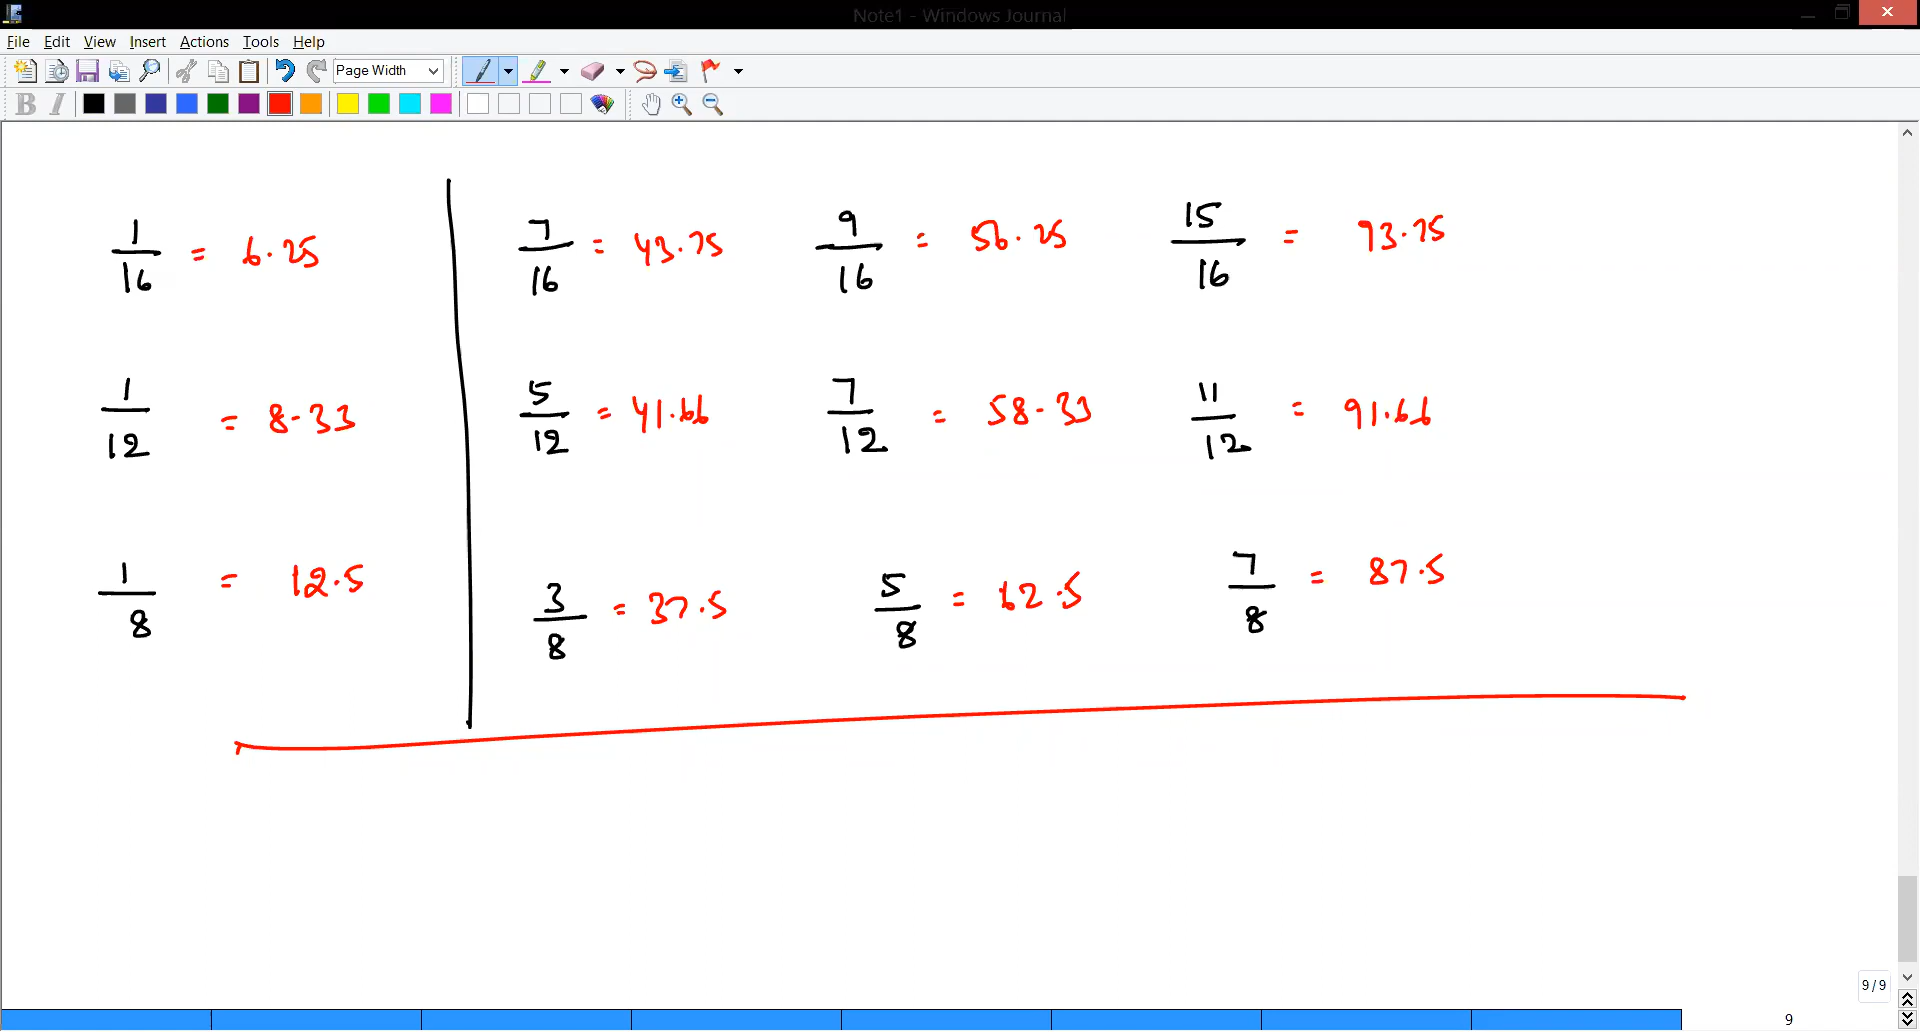 Note1 - Windows Journal
File Edit View Insert Actions Tools Help
Page Width
B I
1/16 = 6.25 7/16 = 43.75 9/16 = 56.25 15/16 = 93.75
1/12 = 8.33 5/12 = 41.66 7/12 = 58.33 11/12 = 91.66
1/8 = 12.5 3/8 = 37.5 5/8 = 62.5 7/8 = 87.5
9/9
9